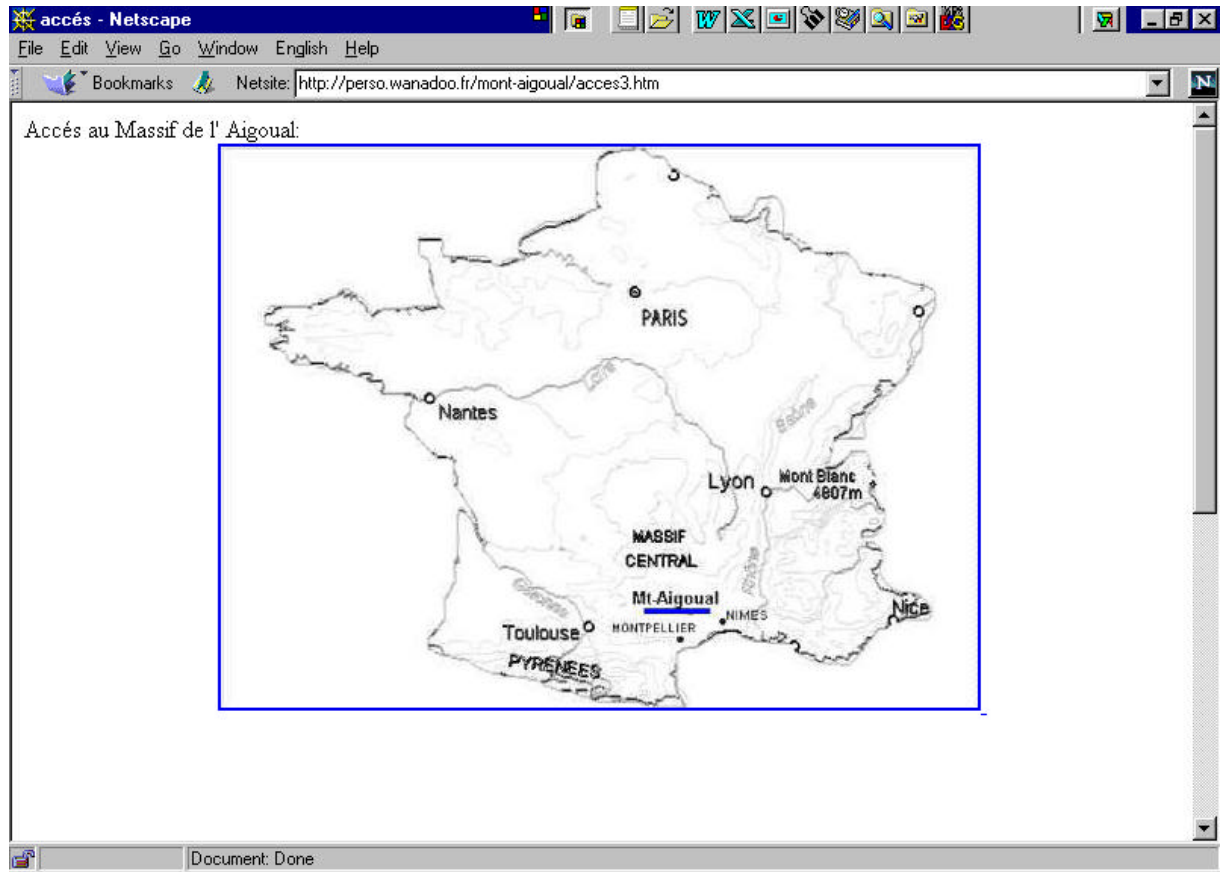 accés - Netscape
File Edit View Go Window English Help
Bookmarks Netsite: http://perso.wanadoo.fr/mont-aigoual/acces3.htm
N
Accés au Massif de l' Aigoual:
PARIS
Loire
Nantes
Saône
Lyon
Mont Blanc
4807m
MASSIF
CENTRAL
Rhône
Mt-Aigoual
NIMES
Nice
Toulouse
MONTPELLIER
PYRENEES
Document: Done